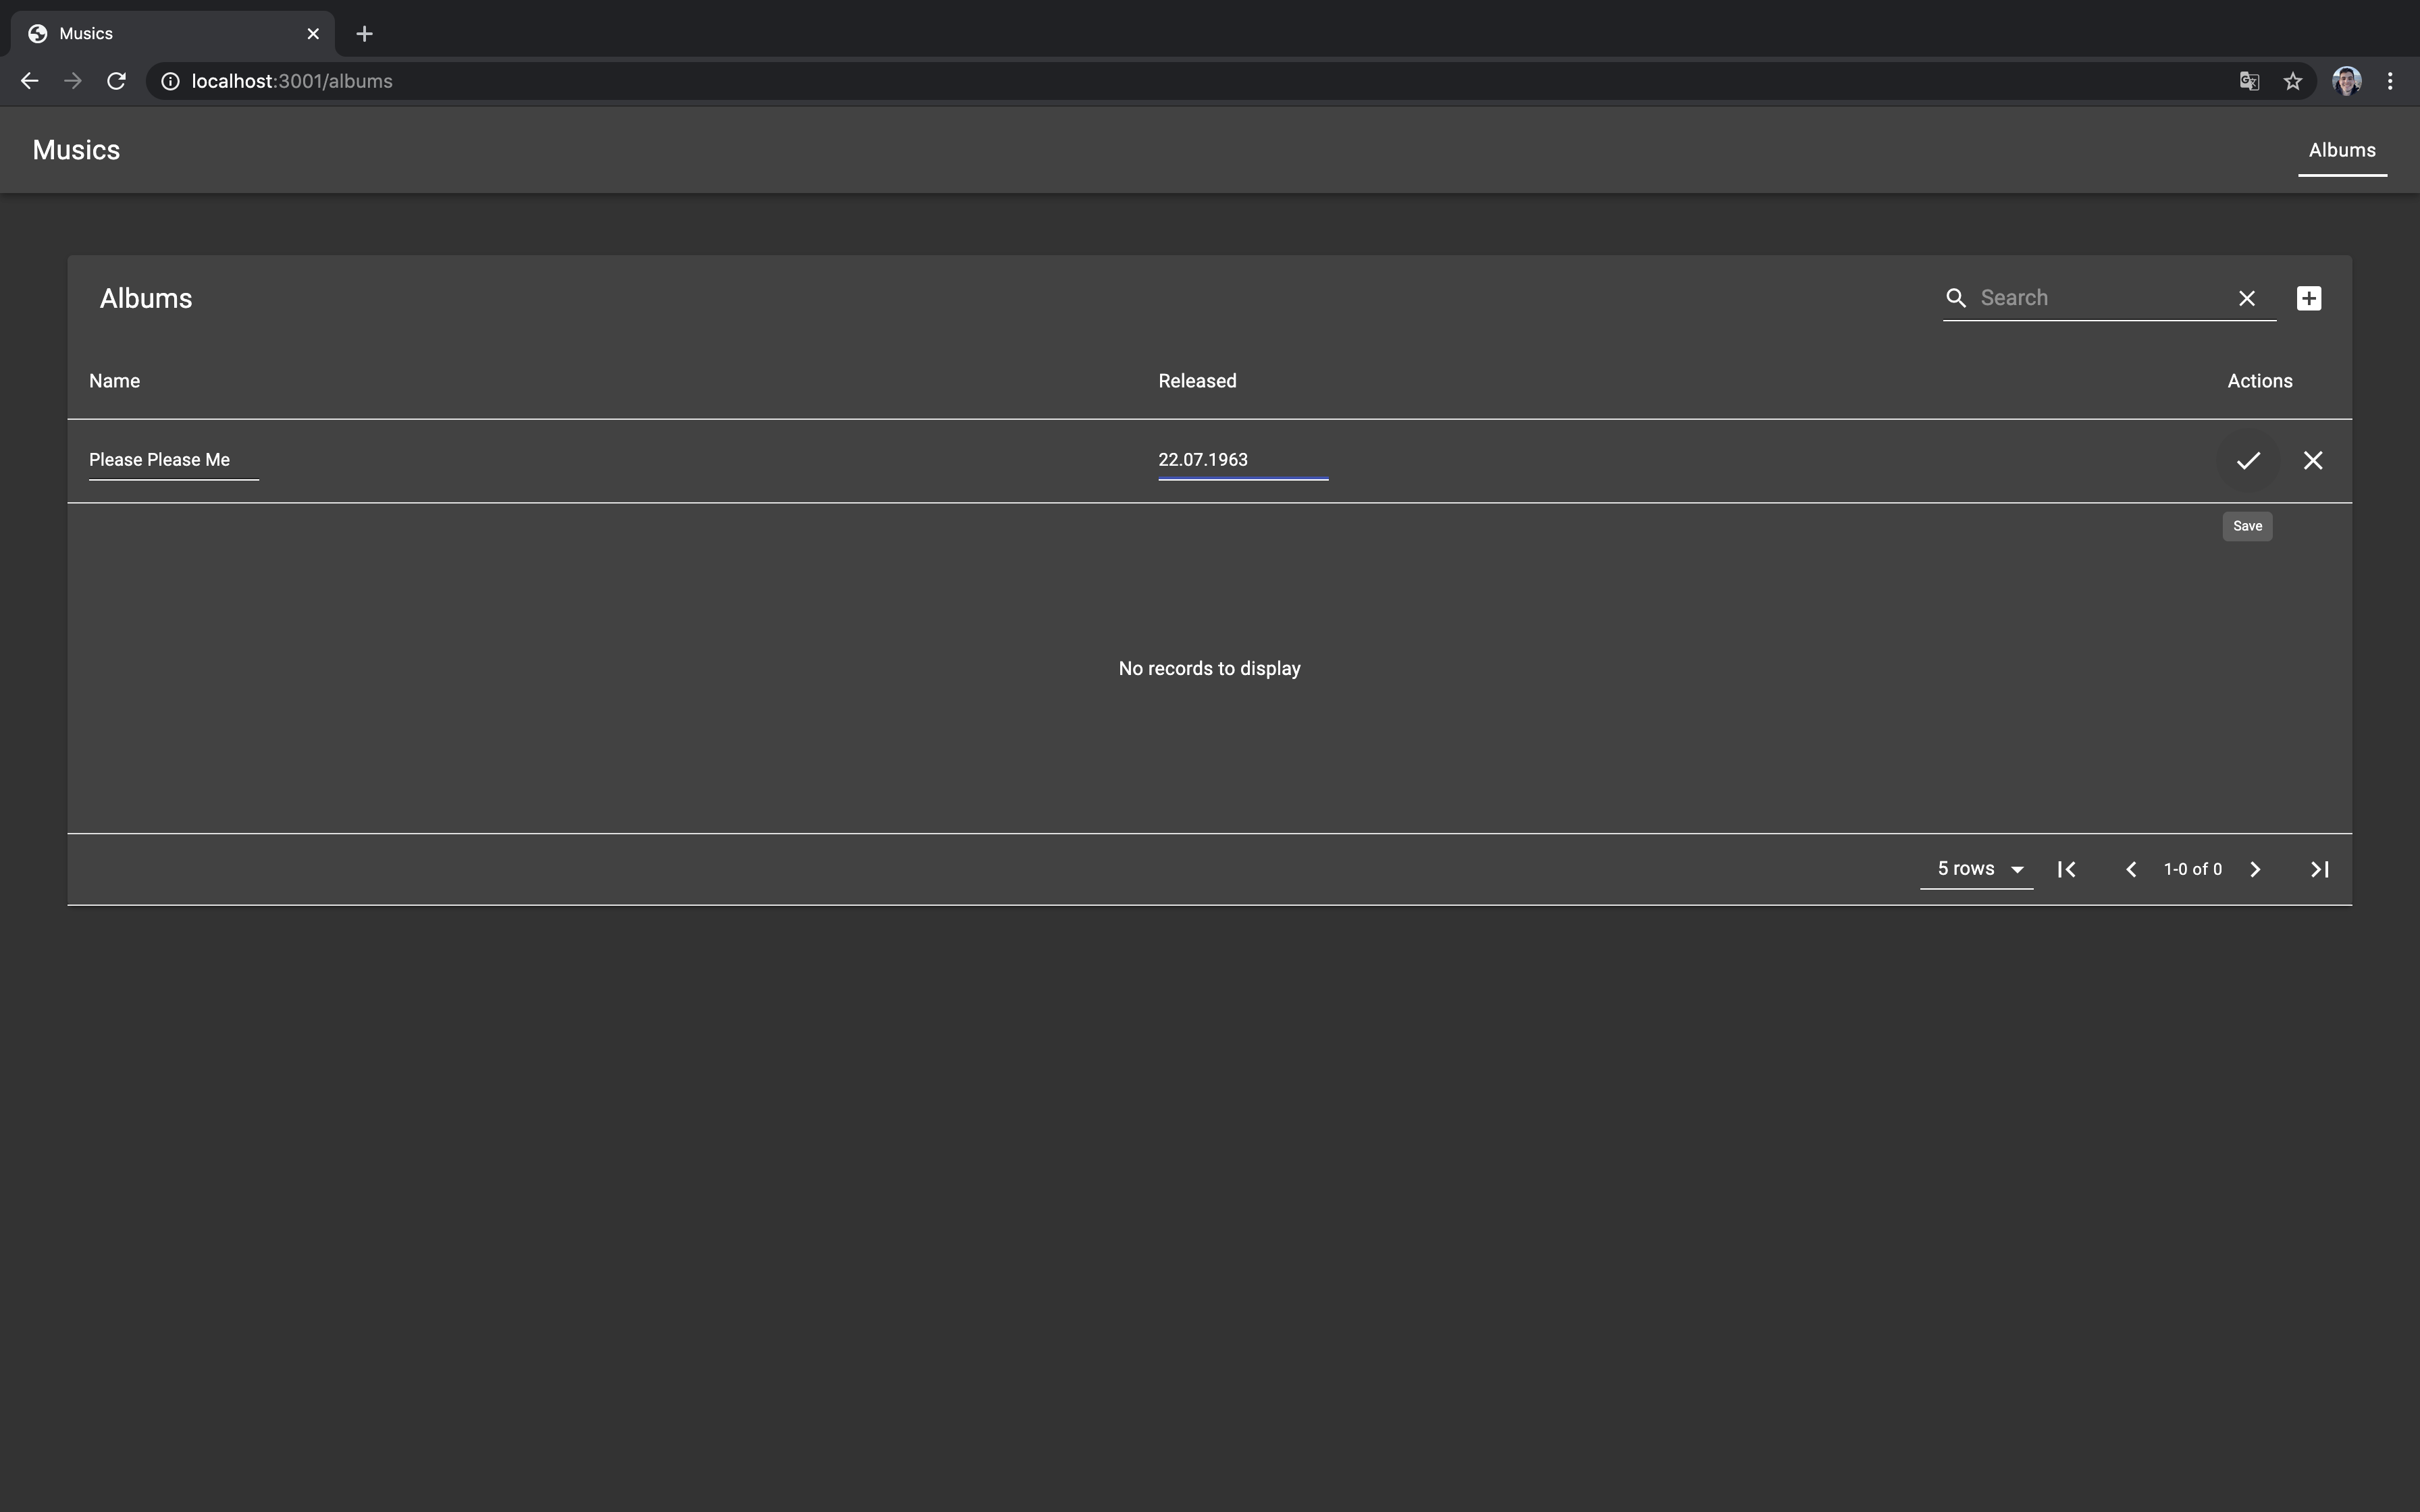 Musics
localhost:3001/albums
Musics
Albums
Albums
Search
Name
Released
Actions
Please Please Me
22.07.1963
Save
No records to display
5 rows
1-0 of 0